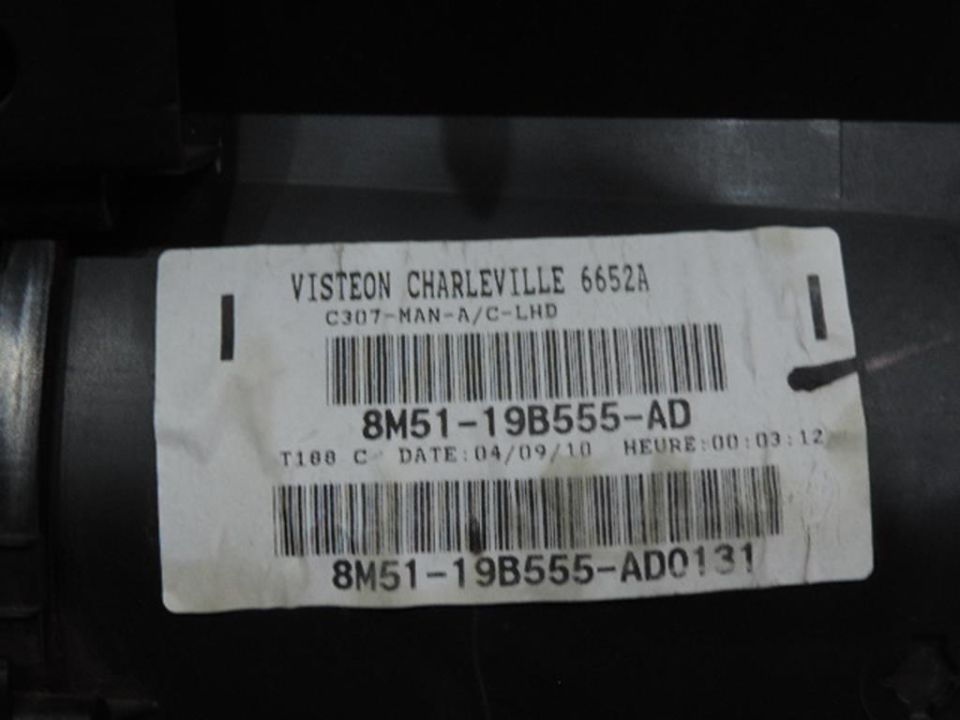 VISTEON CHARLEVILLE 6652A
C307-MAN-A/C-LHD
8M51-19B555-AD
T188 C DATE:04/09/10 HEURE:00:03:12
8M51-19B555-AD0131